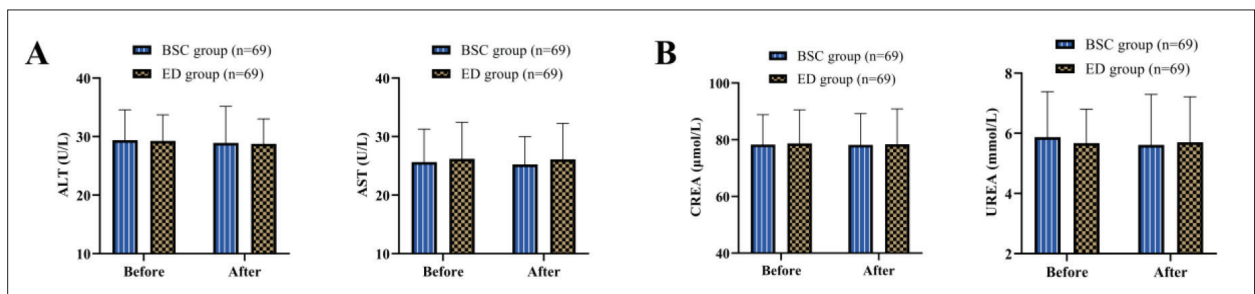 A
BSC group (n=69)
ED group (n=69)
ALT (U/L)
40
30
20
10
Before
After
BSC group (n=69)
ED group (n=69)
AST (U/L)
40
30
20
10
Before
After
B
BSC group (n=69)
ED group (n=69)
CREA (μmol/L)
100
80
60
40
Before
After
BSC group (n=69)
ED group (n=69)
UREA (mmol/L)
8
6
4
2
Before
After